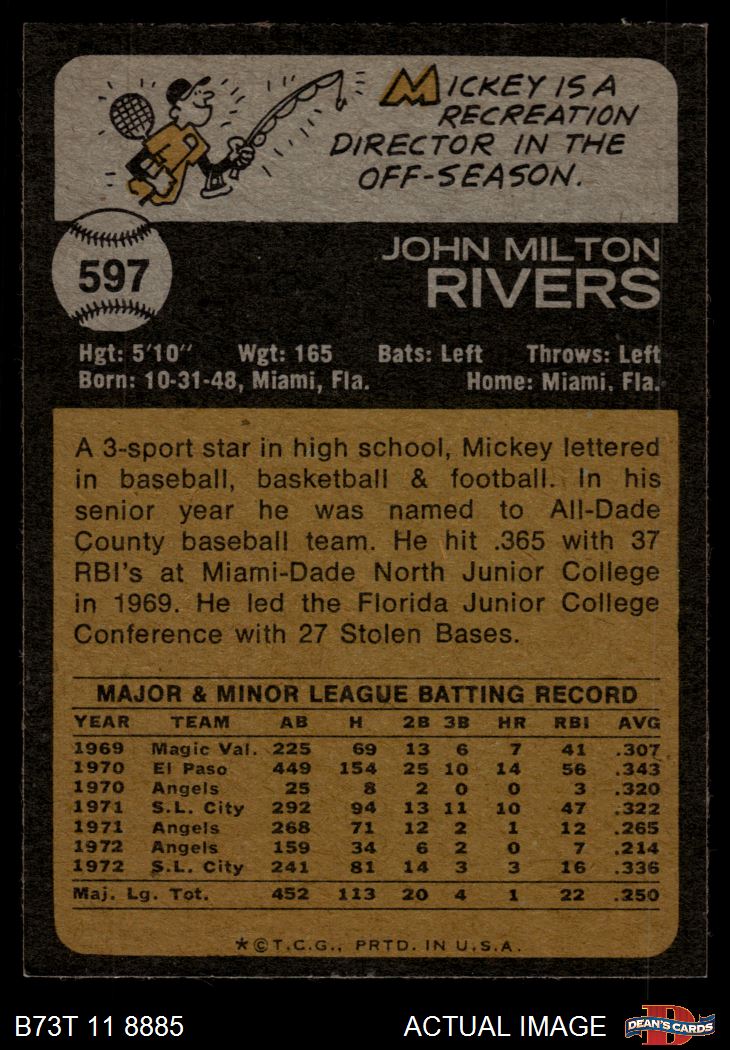 MICKEY IS A
RECREATION
DIRECTOR IN THE
OFF-SEASON.
597
JOHN MILTON
RIVERS
Hgt: 5'10" Wgt: 165 Bats: Left Throws: Left
Born: 10-31-48, Miami, Fla. Home: Miami, Fla.
A 3-sport star in high school, Mickey lettered
in baseball, basketball & football. In his
senior year he was named to All-Dade
County baseball team. He hit .365 with 37
RBI's at Miami-Dade North Junior College
in 1969. He led the Florida Junior College
Conference with 27 Stolen Bases.
MAJOR & MINOR LEAGUE BATTING RECORD
YEAR TEAM AB H 2B 3B HR RBI AVG
1969 Magic Val. 225 69 13 6 7 41 .307
1970 El Paso 449 154 25 10 14 56 .343
1970 Angels 25 8 2 0 0 3 .320
1971 S.L. City 292 94 13 11 10 47 .322
1971 Angels 268 71 12 2 1 12 .265
1972 Angels 159 34 6 2 0 7 .214
1972 S.L. City 241 81 14 3 3 16 .336
Maj. Lg. Tot. 452 113 20 4 1 22 .250
*©T.C.G., PRTD. IN U.S.A.
B73T 11 8885 ACTUAL IMAGE DEAN'S CARDS